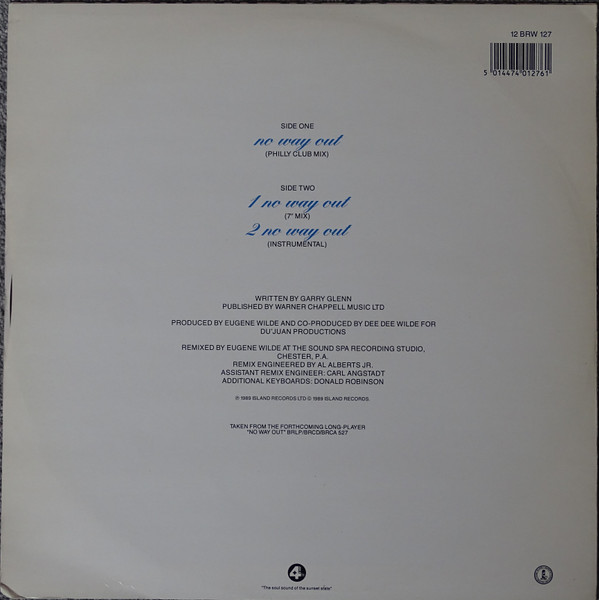 12 BRW 127
5 014474 012761
SIDE ONE
no way out
(PHILLY CLUB MIX)
SIDE TWO
1 no way out
(7" MIX)
2 no way out
(INSTRUMENTAL)
WRITTEN BY GARRY GLENN
PUBLISHED BY WARNER CHAPPELL MUSIC LTD
PRODUCED BY EUGENE WILDE AND CO-PRODUCED BY DEE DEE WILDE FOR
DU'JUAN PRODUCTIONS
REMIXED BY EUGENE WILDE AT THE SOUND SPA RECORDING STUDIO,
CHESTER, P.A.
REMIX ENGINEERED BY AL ALBERTS JR.
ASSISTANT REMIX ENGINEER: CARL ANGSTADT
ADDITIONAL KEYBOARDS: DONALD ROBINSON
℗ 1989 ISLAND RECORDS LTD © 1989 ISLAND RECORDS.
TAKEN FROM THE FORTHCOMING LONG-PLAYER
"NO WAY OUT" BRLP/BRCD/BRCA 527
4
"The soul sound of the sunset state"